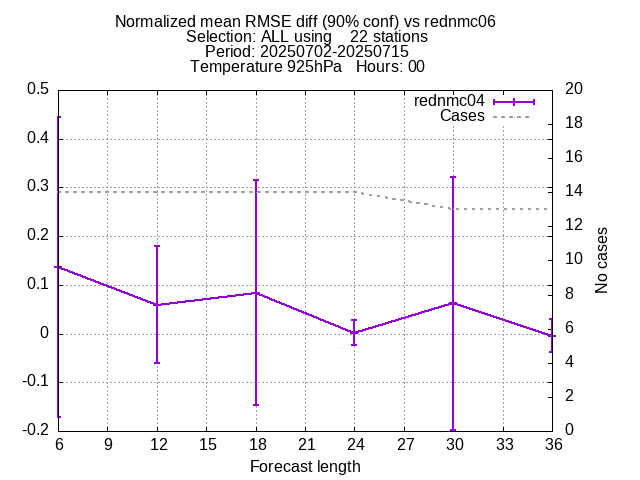 Normalized mean RMSE diff (90% conf) vs rednmc06
Selection: ALL using    22 stations
Period: 20250702-20250715
Temperature 925hPa   Hours: 00
rednmc04
Cases
0.5
0.4
0.3
0.2
0.1
0
-0.1
-0.2
20
18
16
14
12
10
8
6
4
2
0
No cases
6 9 12 15 18 21 24 27 30 33 36
Forecast length